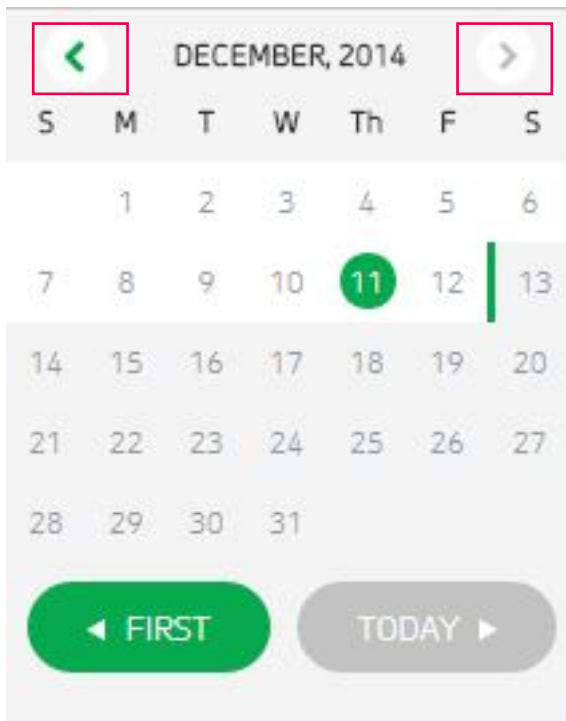 DECEMBER, 2014
S M T W Th F S
1 2 3 4 5 6
7 8 9 10 11 12 13
14 15 16 17 18 19 20
21 22 23 24 25 26 27
28 29 30 31
FIRST TODAY